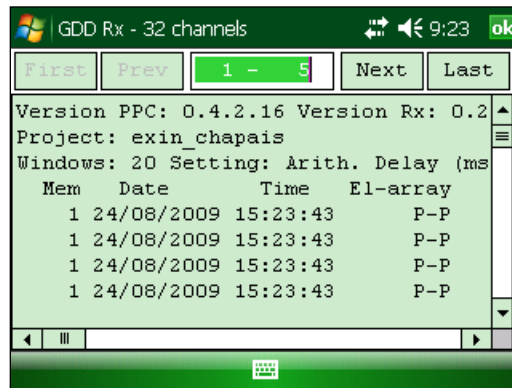 GDD Rx - 32 channels 9:23 ok
First Prev 1 - 5 Next Last
Version PPC: 0.4.2.16 Version Rx: 0.2
Project: exin_chapais
Windows: 20 Setting: Arith. Delay (ms
Mem Date Time El-array
1 24/08/2009 15:23:43 P-P
1 24/08/2009 15:23:43 P-P
1 24/08/2009 15:23:43 P-P
1 24/08/2009 15:23:43 P-P